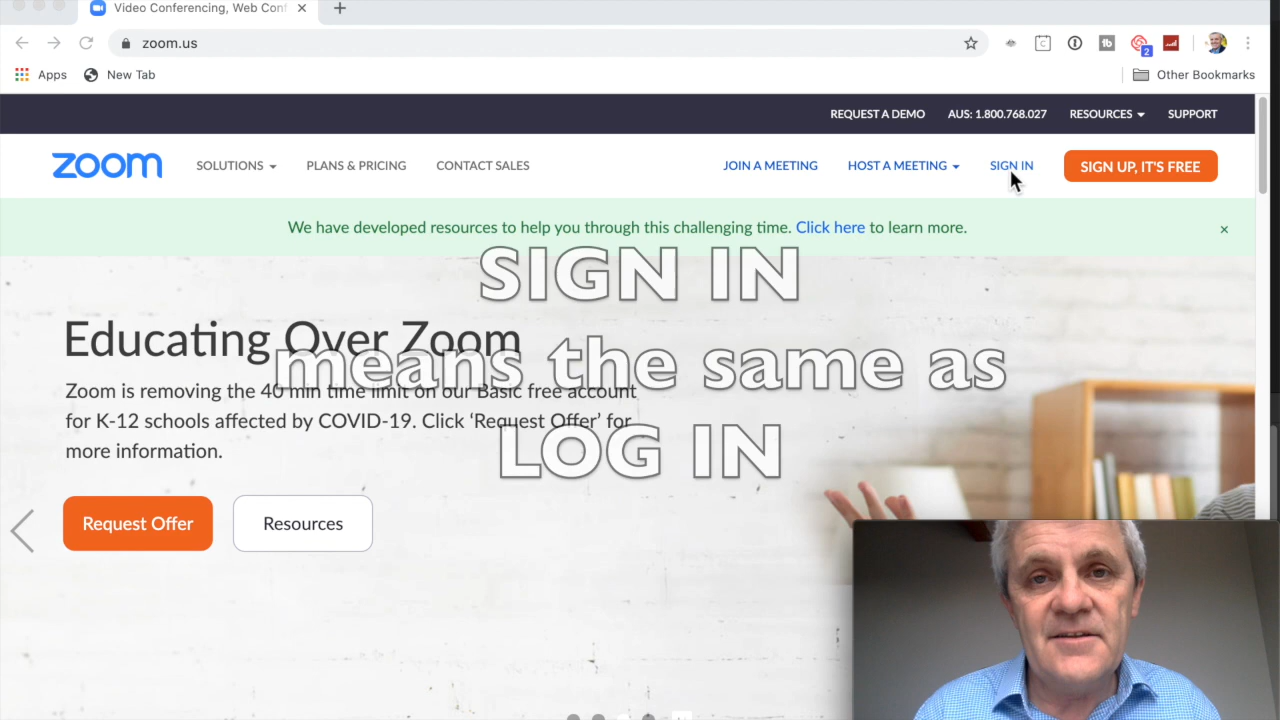 Video Conferencing, Web Conf
zoom.us
2
Apps
New Tab
Other Bookmarks
REQUEST A DEMO
AUS: 1.800.768.027
RESOURCES
SUPPORT
zoom
SOLUTIONS
PLANS & PRICING
CONTACT SALES
JOIN A MEETING
HOST A MEETING
SIGN IN
SIGN UP, IT'S FREE
We have developed resources to help you through this challenging time. Click here to learn more.
SIGN IN
means the same as
LOG IN
Educating Over Zoom
Zoom is removing the 40 min time limit on our Basic free account
for K-12 schools affected by COVID-19. Click ‘Request Offer’ for
more information.
Request Offer
Resources